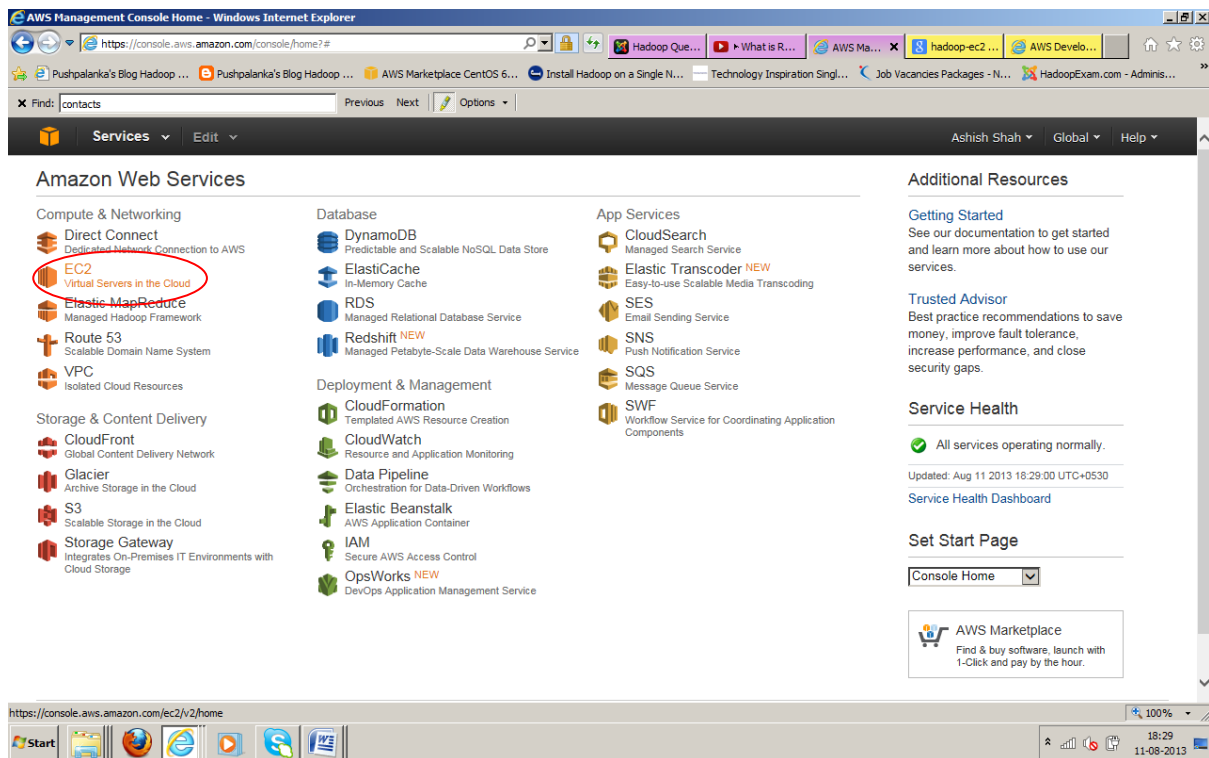 AWS Management Console Home - Windows Internet Explorer
https://console.aws.amazon.com/console/home?#
Hadoop Que...
What is R...
AWS Ma...
hadoop-ec2 ...
AWS Develo...
Pushpalanka's Blog Hadoop ...
Pushpalanka's Blog Hadoop ...
AWS Marketplace CentOS 6...
Install Hadoop on a Single N...
Technology Inspiration Singl...
Job Vacancies Packages - N...
HadoopExam.com - Adminis...
Find: contacts
Previous Next Options
Services Edit
Ashish Shah Global Help
Amazon Web Services
Compute & Networking
Direct Connect
Dedicated Network Connection to AWS
EC2
Virtual Servers in the Cloud
Elastic MapReduce
Managed Hadoop Framework
Route 53
Scalable Domain Name System
VPC
Isolated Cloud Resources
Storage & Content Delivery
CloudFront
Global Content Delivery Network
Glacier
Archive Storage in the Cloud
S3
Scalable Storage in the Cloud
Storage Gateway
Integrates On-Premises IT Environments with
Cloud Storage
Database
DynamoDB
Predictable and Scalable NoSQL Data Store
ElastiCache
In-Memory Cache
RDS
Managed Relational Database Service
Redshift NEW
Managed Petabyte-Scale Data Warehouse Service
Deployment & Management
CloudFormation
Templated AWS Resource Creation
CloudWatch
Resource and Application Monitoring
Data Pipeline
Orchestration for Data-Driven Workflows
Elastic Beanstalk
AWS Application Container
IAM
Secure AWS Access Control
OpsWorks NEW
DevOps Application Management Service
App Services
CloudSearch
Managed Search Service
Elastic Transcoder NEW
Easy-to-use Scalable Media Transcoding
SES
Email Sending Service
SNS
Push Notification Service
SQS
Message Queue Service
SWF
Workflow Service for Coordinating Application
Components
Additional Resources
Getting Started
See our documentation to get started
and learn more about how to use our
services.
Trusted Advisor
Best practice recommendations to save
money, improve fault tolerance,
increase performance, and close
security gaps.
Service Health
All services operating normally.
Updated: Aug 11 2013 18:29:00 UTC+0530
Service Health Dashboard
Set Start Page
Console Home
AWS Marketplace
Find & buy software, launch with
1-Click and pay by the hour.
https://console.aws.amazon.com/ec2/v2/home
100%
Start
18:29
11-08-2013